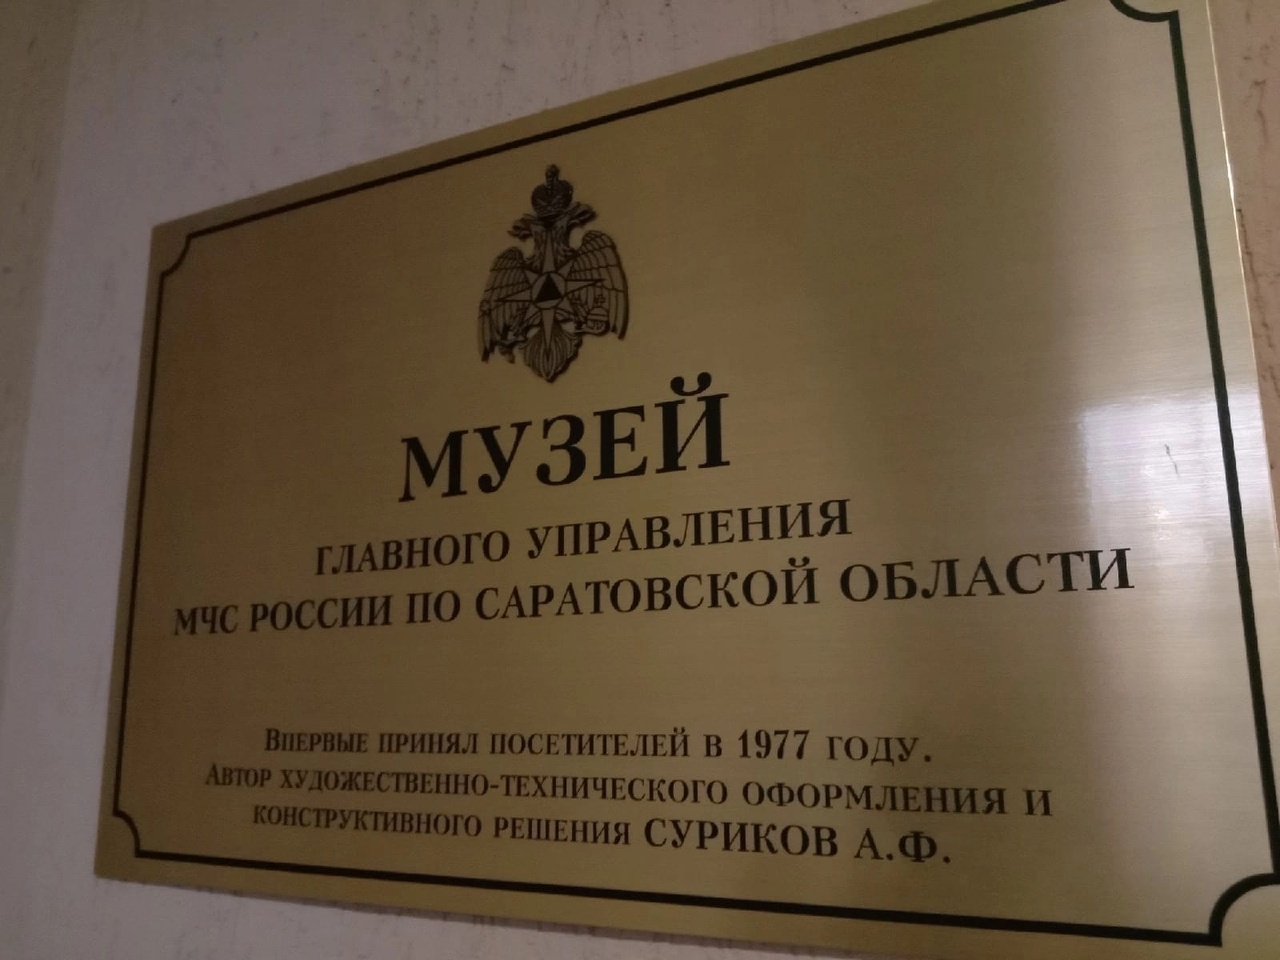 МУЗЕЙ
ГЛАВНОГО УПРАВЛЕНИЯ
МЧС РОССИИ ПО САРАТОВСКОЙ ОБЛАСТИ
ВПЕРВЫЕ ПРИНЯЛ ПОСЕТИТЕЛЕЙ В 1977 ГОДУ.
АВТОР ХУДОЖЕСТВЕННО-ТЕХНИЧЕСКОГО ОФОРМЛЕНИЯ И
КОНСТРУКТИВНОГО РЕШЕНИЯ СУРИКОВ А.Ф.